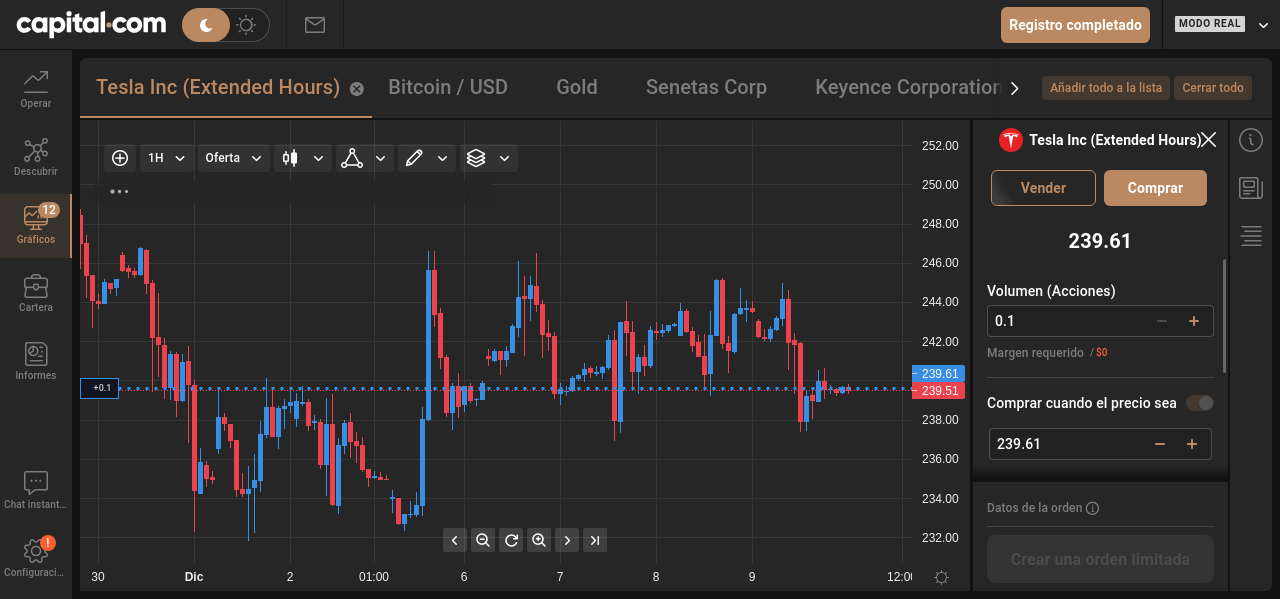 capital.com
Registro completado
MODO REAL
Operar
Descubrir
12
Gráficos
Cartera
Informes
Chat instant...
!
Configuraci...
Tesla Inc (Extended Hours)
Bitcoin / USD
Gold
Senetas Corp
Keyence Corporation
Añadir todo a la lista
Cerrar todo
1H
Oferta
+0.1
252.00
250.00
248.00
246.00
244.00
242.00
239.61
239.51
238.00
236.00
234.00
232.00
30
Dic
2
01:00
6
7
8
9
12:00
Tesla Inc (Extended Hours)
Vender
Comprar
239.61
Volumen (Acciones)
0.1
Margen requerido / $0
Comprar cuando el precio sea
239.61
Datos de la orden
Crear una orden limitada